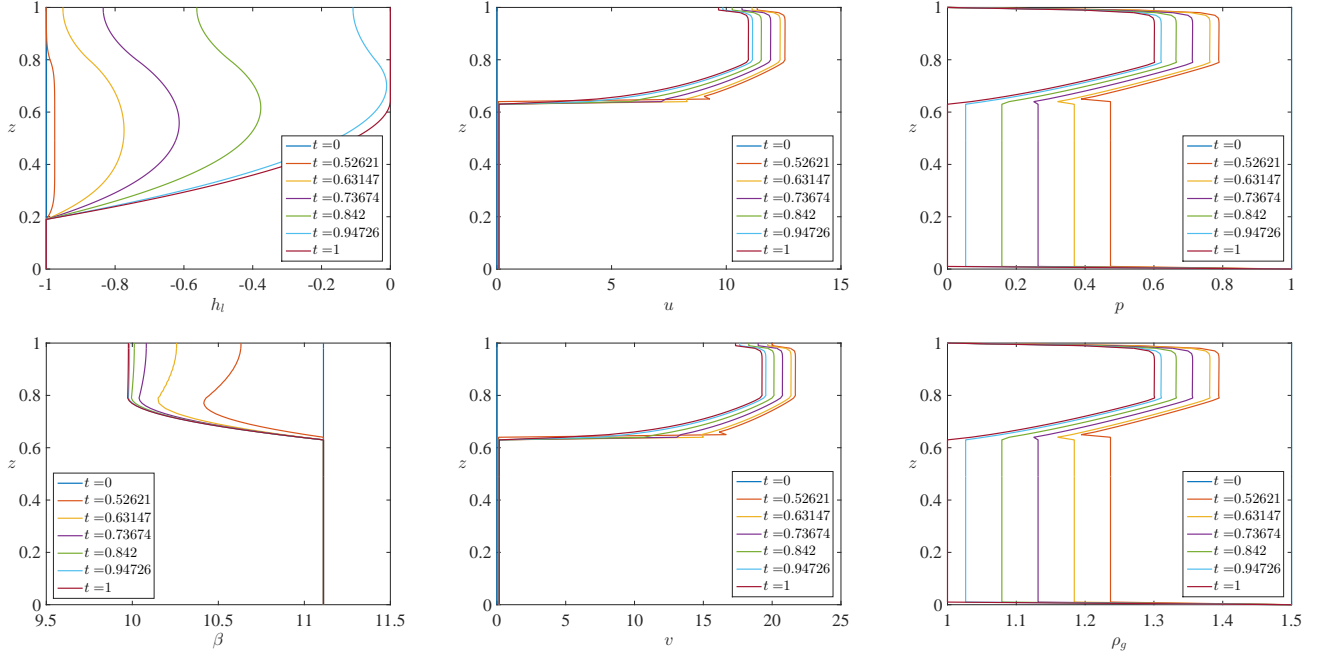 1
0.8
0.6
z
0.4
0.2
0
-1 -0.8 -0.6 -0.4 -0.2 0
h_l
t =0
t =0.52621
t =0.63147
t =0.73674
t =0.842
t =0.94726
t =1
1
0.8
0.6
z
0.4
0.2
0
0 5 10 15
u
t =0
t =0.52621
t =0.63147
t =0.73674
t =0.842
t =0.94726
t =1
1
0.8
0.6
z
0.4
0.2
0
0 0.2 0.4 0.6 0.8 1
p
t =0
t =0.52621
t =0.63147
t =0.73674
t =0.842
t =0.94726
t =1
1
0.8
0.6
z
0.4
0.2
0
9.5 10 10.5 11 11.5
β
t =0
t =0.52621
t =0.63147
t =0.73674
t =0.842
t =0.94726
t =1
1
0.8
0.6
z
0.4
0.2
0
0 5 10 15 20 25
v
t =0
t =0.52621
t =0.63147
t =0.73674
t =0.842
t =0.94726
t =1
1
0.8
0.6
z
0.4
0.2
0
1 1.1 1.2 1.3 1.4 1.5
ρ_g
t =0
t =0.52621
t =0.63147
t =0.73674
t =0.842
t =0.94726
t =1